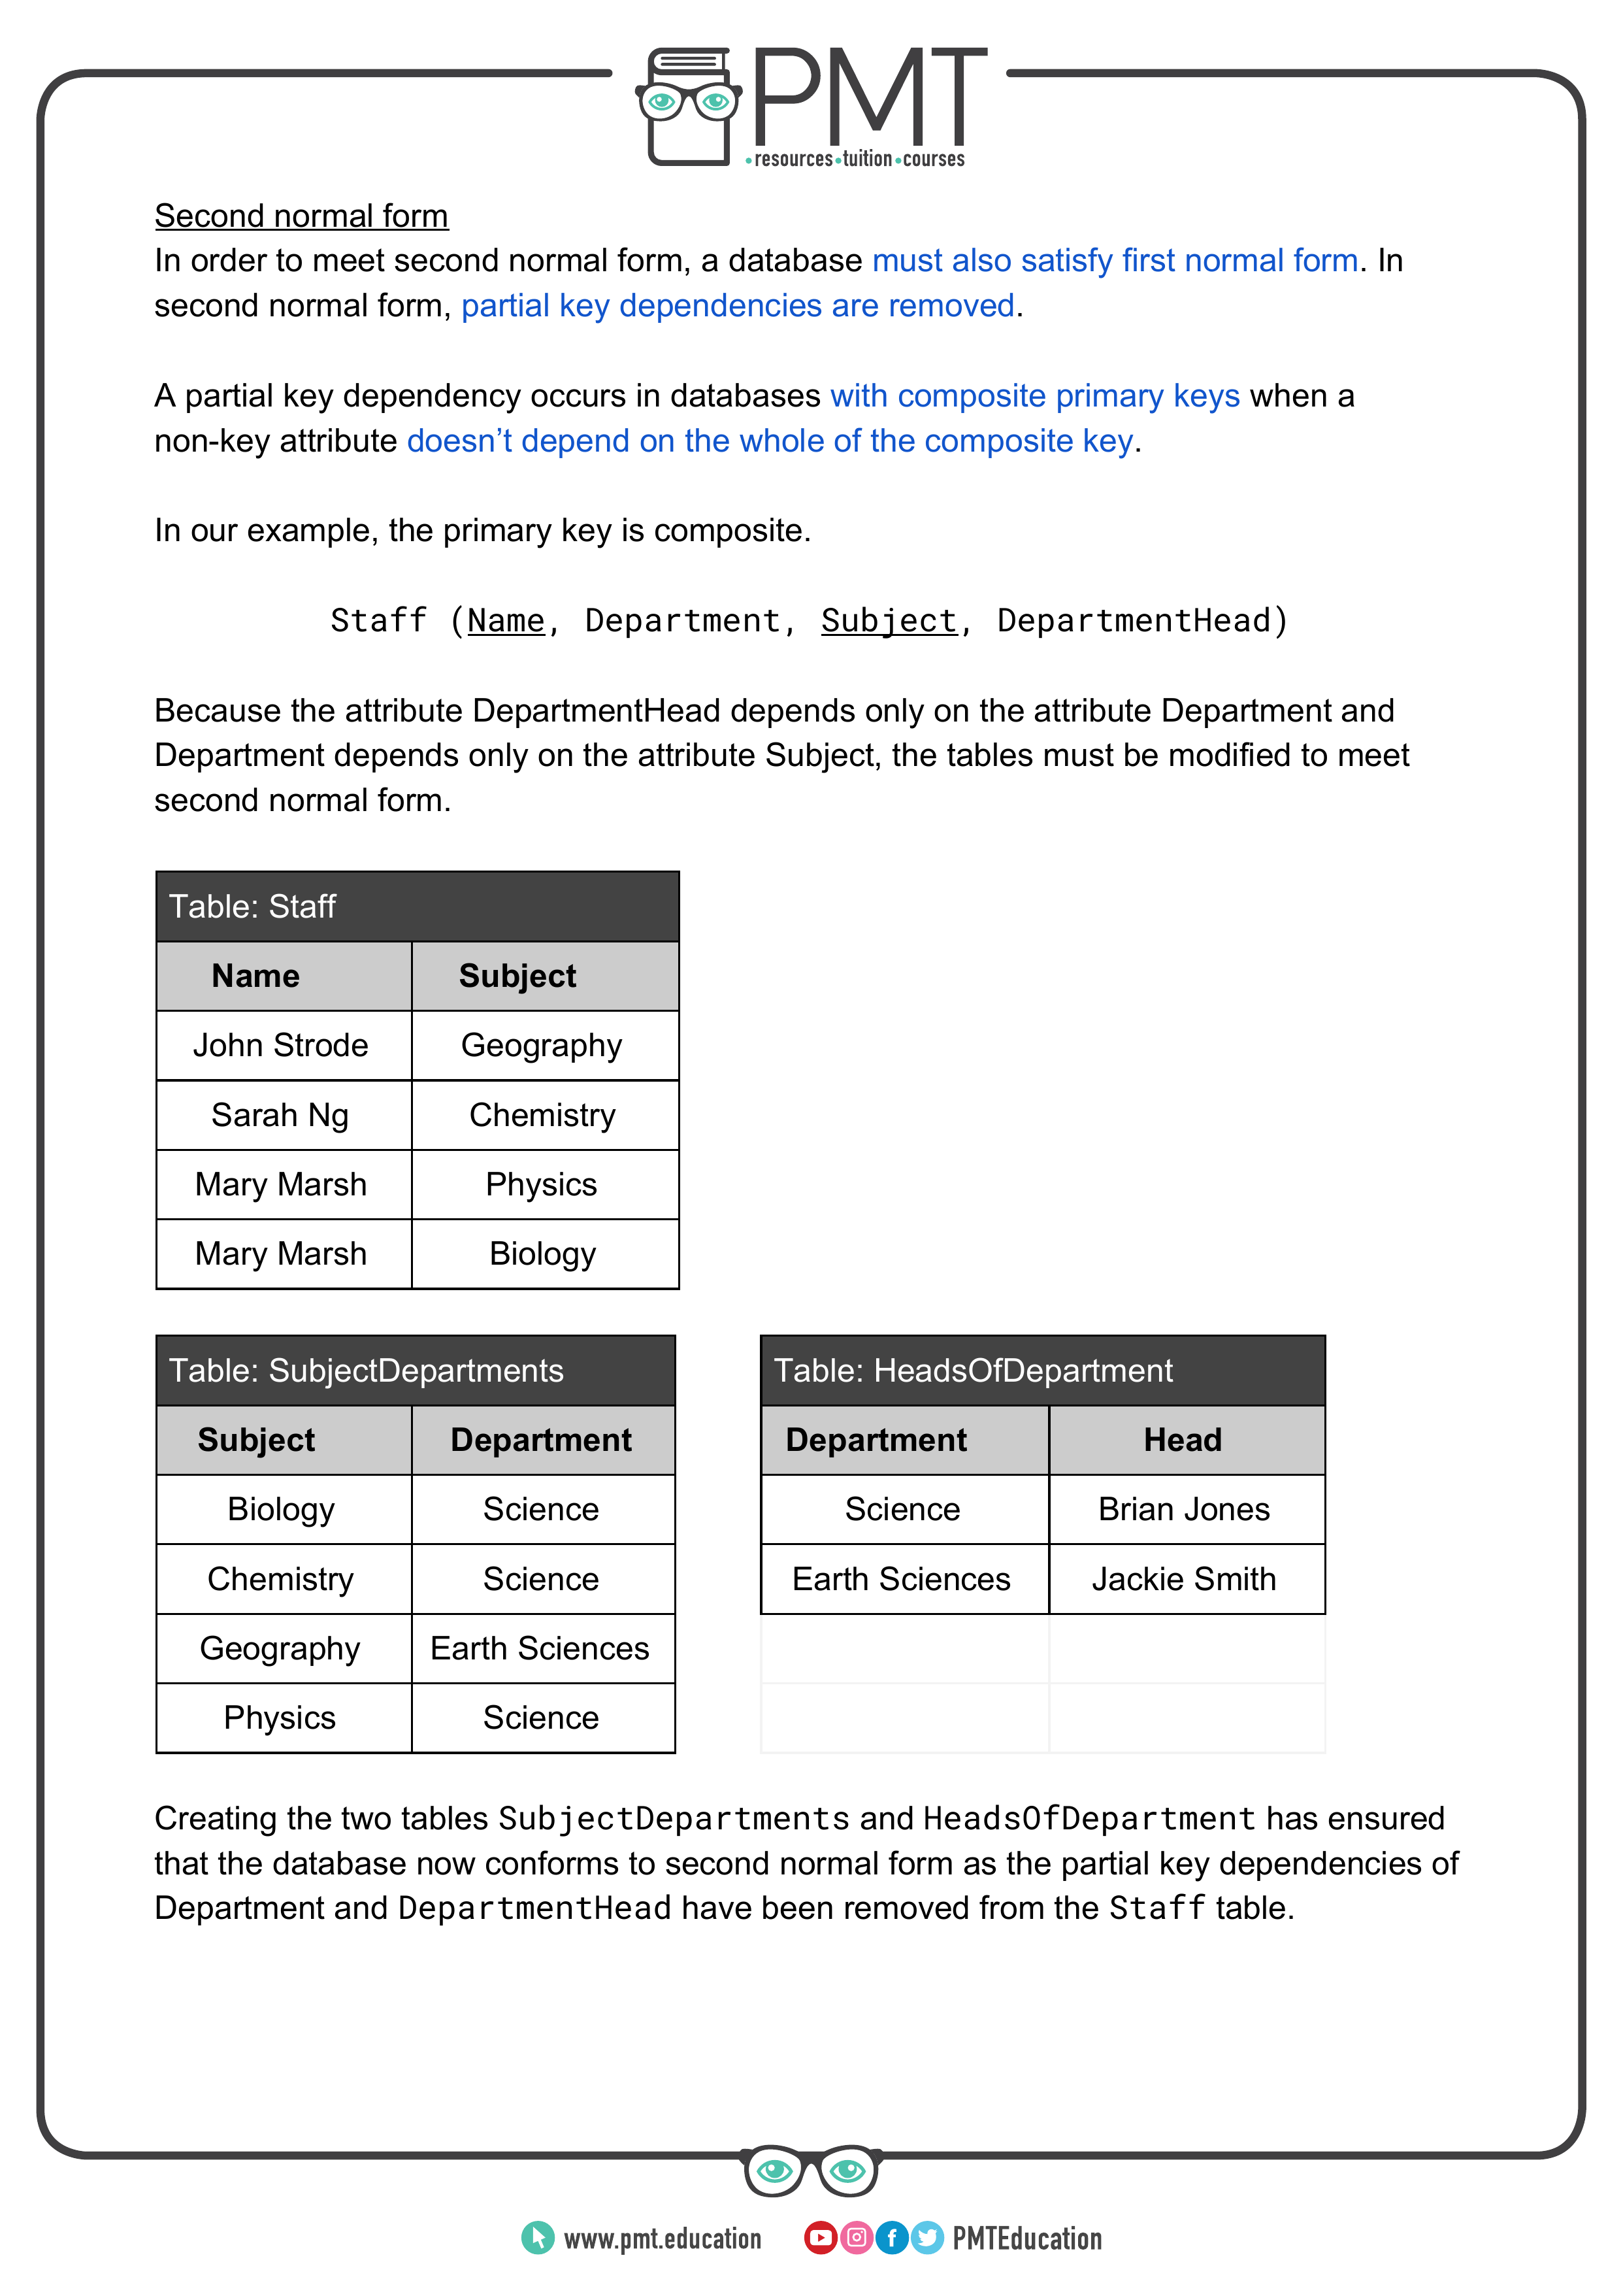 PMT
•resources•tuition•courses
Second normal form
In order to meet second normal form, a database must also satisfy first normal form. In
second normal form, partial key dependencies are removed.
A partial key dependency occurs in databases with composite primary keys when a
non-key attribute doesn’t depend on the whole of the composite key.
In our example, the primary key is composite.
Staff (Name, Department, Subject, DepartmentHead)
Because the attribute DepartmentHead depends only on the attribute Department and
Department depends only on the attribute Subject, the tables must be modified to meet
second normal form.
Table: Staff
Name Subject
John Strode Geography
Sarah Ng Chemistry
Mary Marsh Physics
Mary Marsh Biology
Table: SubjectDepartments
Subject Department
Biology Science
Chemistry Science
Geography Earth Sciences
Physics Science
Table: HeadsOfDepartment
Department Head
Science Brian Jones
Earth Sciences Jackie Smith
Creating the two tables SubjectDepartments and HeadsOfDepartment has ensured
that the database now conforms to second normal form as the partial key dependencies of
Department and DepartmentHead have been removed from the Staff table.
www.pmt.education PMTEducation